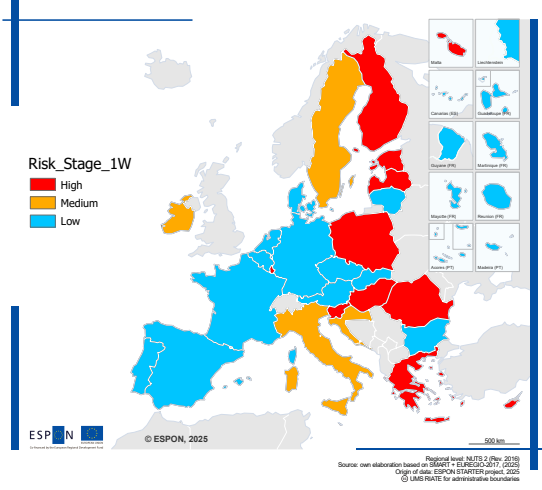 Risk_Stage_1W
High
Medium
Low
Malta
Liechtenstein
Canarias (ES)
Guadeloupe (FR)
Guyane (FR)
Martinique (FR)
Mayotte (FR)
Reunion (FR)
Acores (PT)
Madeira (PT)
ESPON
© ESPON, 2025
500 km
Regional level: NUTS 2 (Rev. 2016)
Source: own elaboration based on SMART + EUREGIO-2017, (2025)
Origin of data: ESPON STARTER project, 2025
© UMS RIATE for administrative boundaries